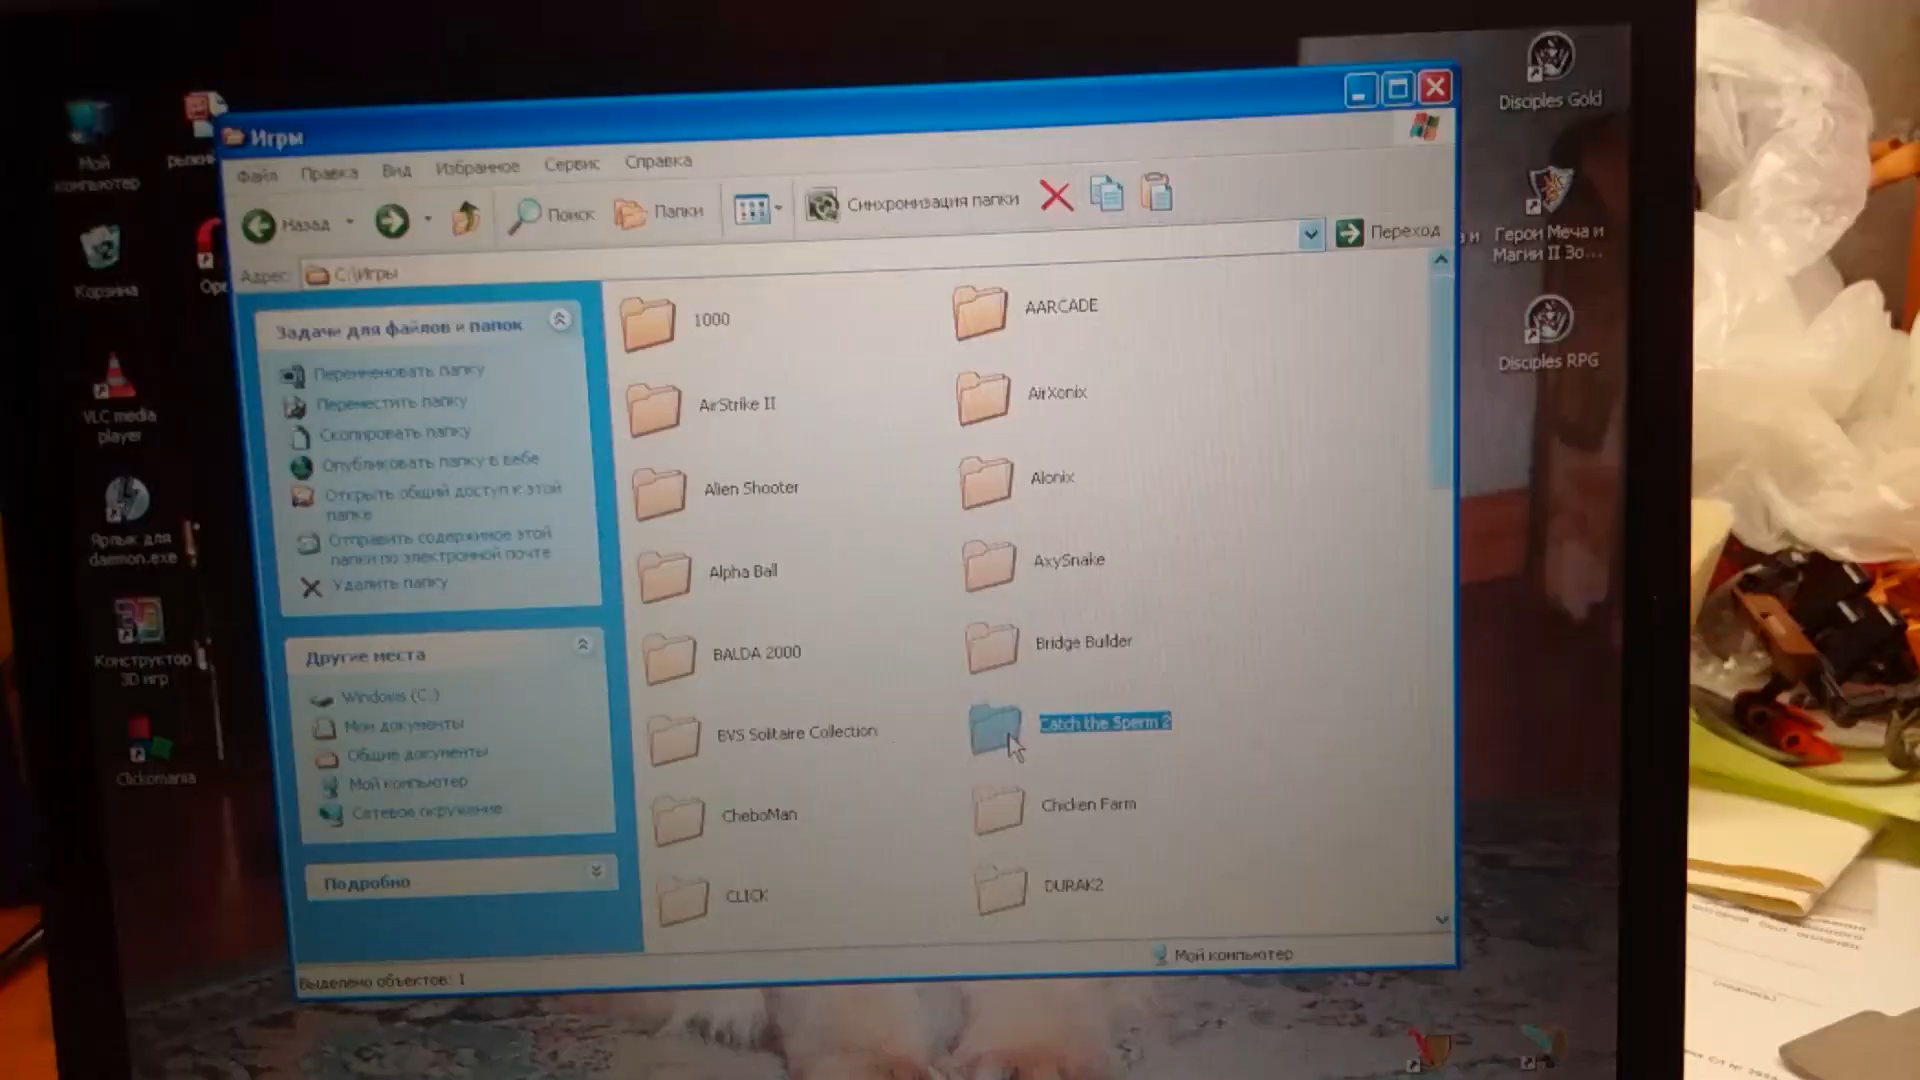 Мой
компьютер
Корзина
VLC media
player
Ярлык для
daemon.exe
Конструктор
3D игр
Clickomania
Игры
Файл Правка Вид Избранное Сервис Справка
Назад Поиск Папки Синхронизация папки
Адрес: C:\Игры Переход
Задачи для файлов и папок
Переименовать папку
Переместить папку
Скопировать папку
Опубликовать папку в вебе
Открыть общий доступ к этой
папке
Отправить содержимое этой
папки по электронной почте
Удалить папку
Другие места
Windows (C:)
Мои документы
Общие документы
Мой компьютер
Сетевое окружение
Подробно
1000
AARCADE
AirStrike II
AirXonix
Alien Shooter
Alonix
Alpha Ball
AxySnake
BALDA 2000
Bridge Builder
BVS Solitaire Collection
Catch the Sperm 2
CheboMan
Chicken Farm
CLICK
DURAK2
Выделено объектов: 1
Мой компьютер
Disciples Gold
Герои Меча и
Магии II Зо...
Disciples RPG